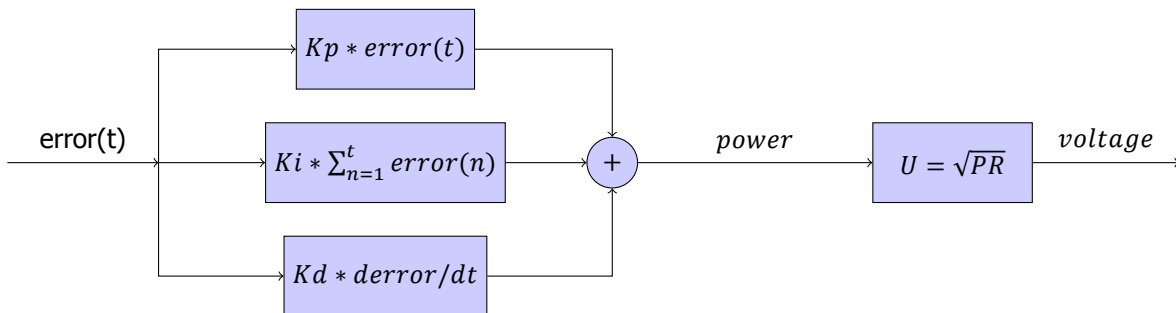 Kp ∗ error(t)
error(t)
Ki ∗ ∑ⁿ₌₁ᵗ error(n)
+
power
U = √PR
voltage
Kd ∗ derror/dt